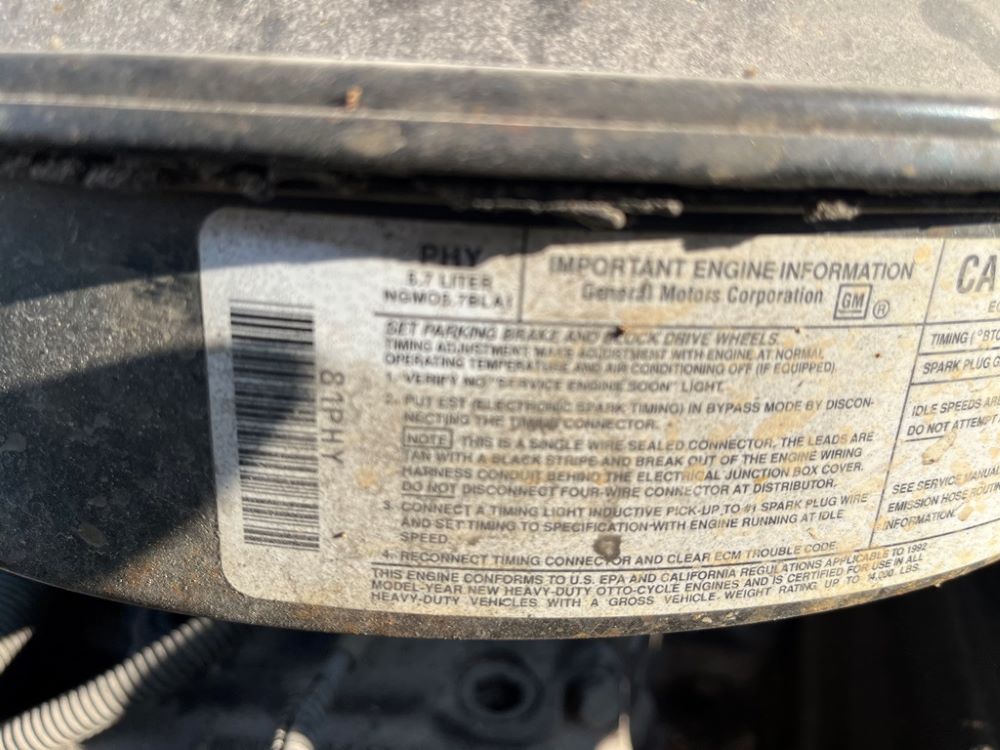 PHY
5.7 LITER
IMPORTANT ENGINE INFORMATION
General Motors Corporation GM ®
81PHY
SET PARKING BRAKE AND BLOCK DRIVE WHEELS
TIMING ADJUSTMENT MAKE ADJUSTMENT WITH ENGINE AT NORMAL
OPERATING TEMPERATURE AND AIR CONDITIONING OFF (IF EQUIPPED).
1. VERIFY NO "SERVICE ENGINE SOON" LIGHT.
2. PUT EST (ELECTRONIC SPARK TIMING) IN BYPASS MODE BY DISCON-
NECTING THE TIMING CONNECTOR.
NOTE THIS IS A SINGLE WIRE SEALED CONNECTOR, THE LEADS ARE
TAN WITH A BLACK STRIPE AND BREAK OUT OF THE ENGINE WIRING
HARNESS CONDUIT BEHIND THE ELECTRICAL JUNCTION BOX COVER.
DO NOT DISCONNECT FOUR-WIRE CONNECTOR AT DISTRIBUTOR.
3. CONNECT A TIMING LIGHT INDUCTIVE PICK-UP TO #1 SPARK PLUG WIRE
AND SET TIMING TO SPECIFICATION WITH ENGINE RUNNING AT IDLE
SPEED.
4. RECONNECT TIMING CONNECTOR AND CLEAR ECM TROUBLE CODE.
THIS ENGINE CONFORMS TO U.S. EPA AND CALIFORNIA REGULATIONS APPLICABLE TO 1992
MODEL-YEAR NEW HEAVY-DUTY OTTO-CYCLE ENGINES AND IS CERTIFIED FOR USE IN ALL
HEAVY-DUTY VEHICLES WITH A GROSS VEHICLE WEIGHT RATING UP TO 14,000 LBS.
CA
TIMING (°BTC
SPARK PLUG G
IDLE SPEEDS AR
DO NOT ATTEMPT
SEE SERVICE MANUAL
EMISSION HOSE ROUTIN
INFORMATION.